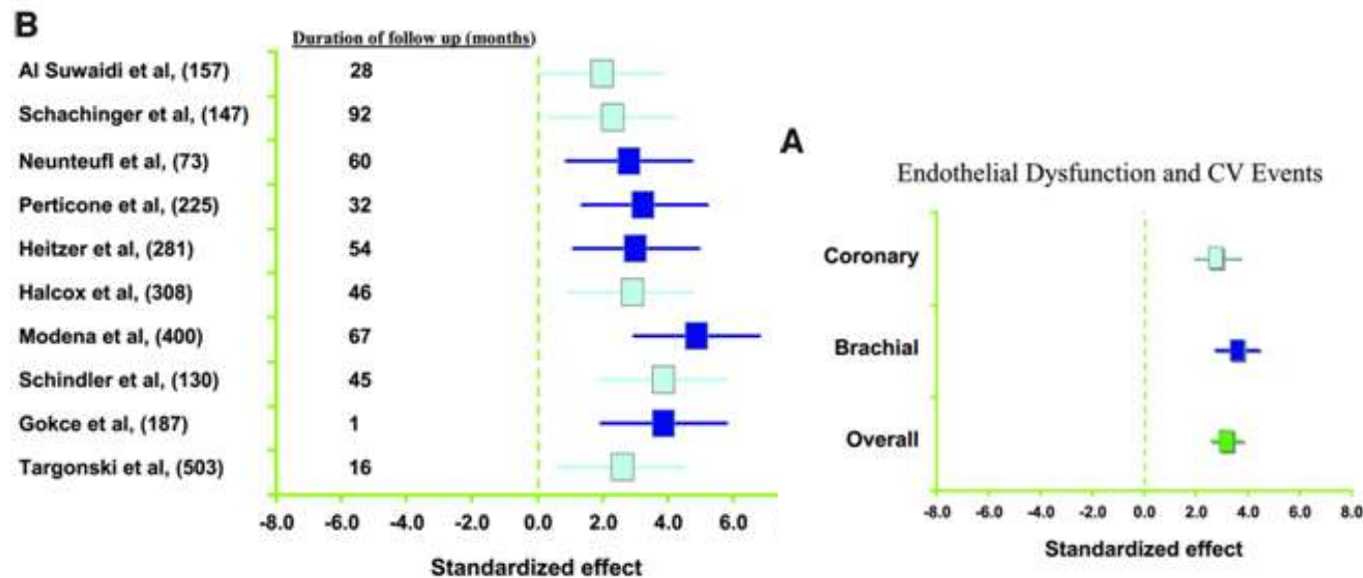 B
Duration of follow up (months)
Al Suwaidi et al, (157) 28
Schachinger et al, (147) 92
Neunteufl et al, (73) 60
Perticone et al, (225) 32
Heitzer et al, (281) 54
Halcox et al, (308) 46
Modena et al, (400) 67
Schindler et al, (130) 45
Gokce et al, (187) 1
Targonski et al, (503) 16
-8.0 -6.0 -4.0 -2.0 0.0 2.0 4.0 6.0
Standardized effect
A
Endothelial Dysfunction and CV Events
Coronary
Brachial
Overall
-8.0 -6.0 -4.0 -2.0 0.0 2.0 4.0 6.0 8.0
Standardized effect